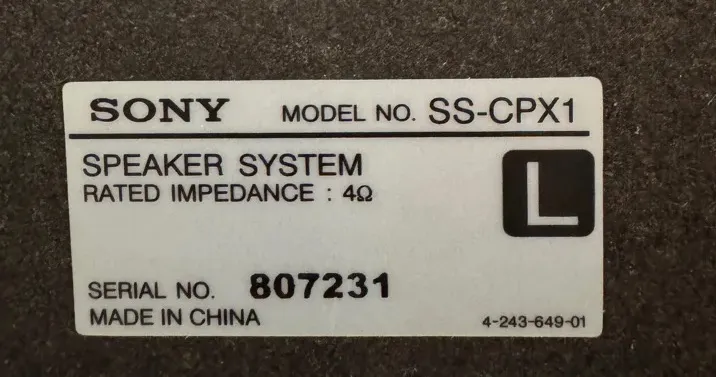 SONY MODEL NO. SS-CPX1
SPEAKER SYSTEM
RATED IMPEDANCE : 4Ω
L
SERIAL NO. 807231
MADE IN CHINA
4-243-649-01